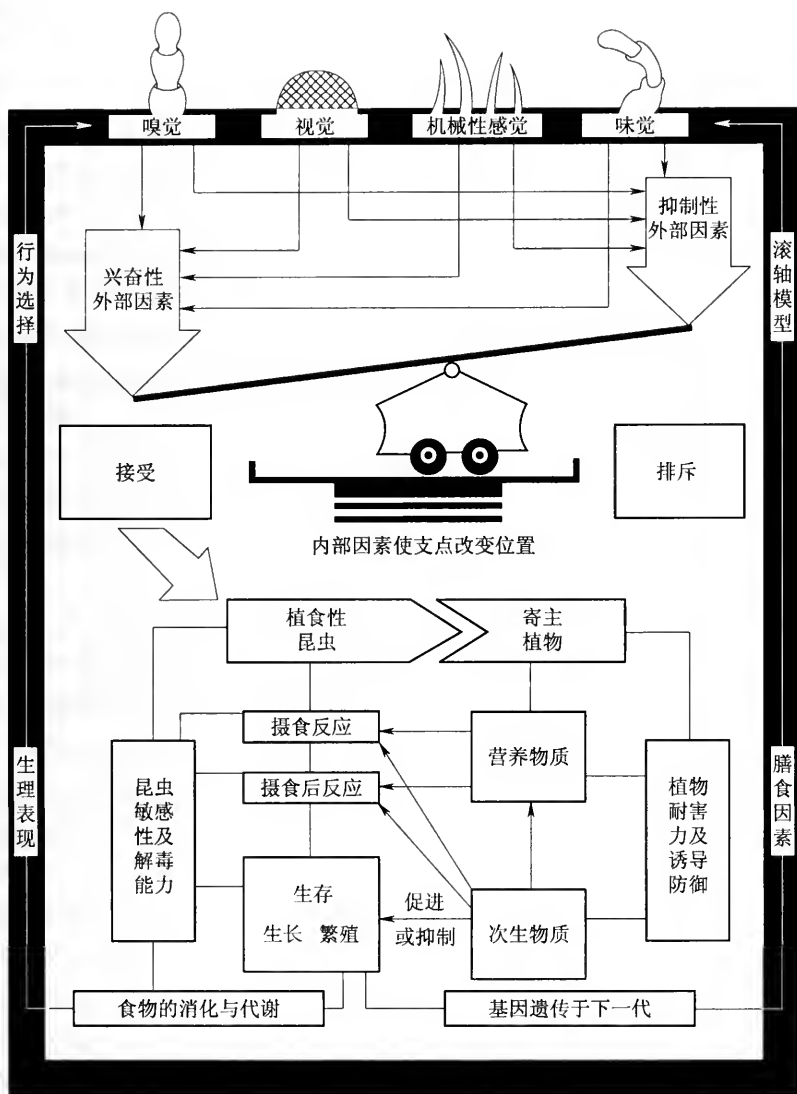 嗅觉
视觉
机械性感觉
味觉
抑制性
外部因素
兴奋性
外部因素
行为选择
滚轴模型
接受
排斥
内部因素使支点改变位置
植食性
昆虫
寄主
植物
摄食反应
营养物质
摄食后反应
生理表现
昆虫
敏感
性及
解毒
能力
植物
耐害
力及
诱导
防御
膳食因素
生存
生长 繁殖
促进
或抑制
次生物质
食物的消化与代谢
基因遗传于下一代